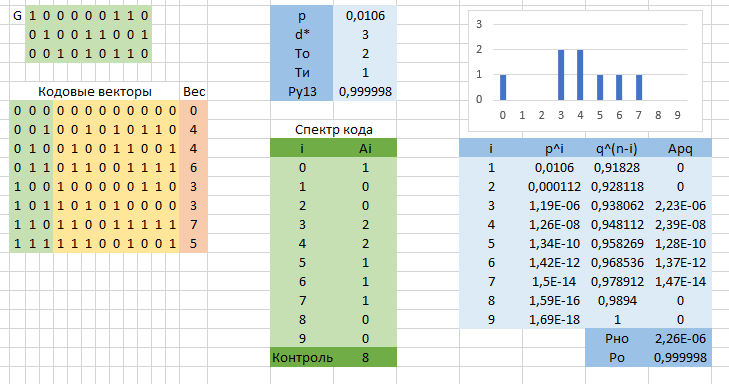 G 1 0 0 0 0 0 1 1 0
0 1 0 0 1 1 0 0 1
0 0 1 0 1 0 1 1 0
Кодовые векторы Вес
0 0 0 0 0 0 0 0 0 0 0 0 0
0 0 1 0 0 1 0 1 0 1 1 0 4
0 1 0 0 1 0 0 1 1 0 0 1 4
0 1 1 0 1 1 0 0 1 1 1 1 6
1 0 0 1 0 0 0 0 0 1 1 0 3
1 0 1 1 0 1 0 1 0 0 0 0 3
1 1 0 1 1 0 0 1 1 1 1 1 7
1 1 1 1 1 1 0 0 1 0 0 1 5
p 0,0106
d* 3
To 2
Ти 1
Ру13 0,999998
Спектр кода
i Ai
0 1
1 0
2 0
3 2
4 2
5 1
6 1
7 1
8 0
9 0
Контроль 8
3
2
1
0
0 1 2 3 4 5 6 7 8 9
i p^i q^(n-i) Apq
1 0,0106 0,91828 0
2 0,000112 0,928118 0
3 1,19E-06 0,938062 2,23E-06
4 1,26E-08 0,948112 2,39E-08
5 1,34E-10 0,958269 1,28E-10
6 1,42E-12 0,968536 1,37E-12
7 1,5E-14 0,978912 1,47E-14
8 1,59E-16 0,9894 0
9 1,69E-18 1 0
Рно 2,26E-06
Ро 0,999998